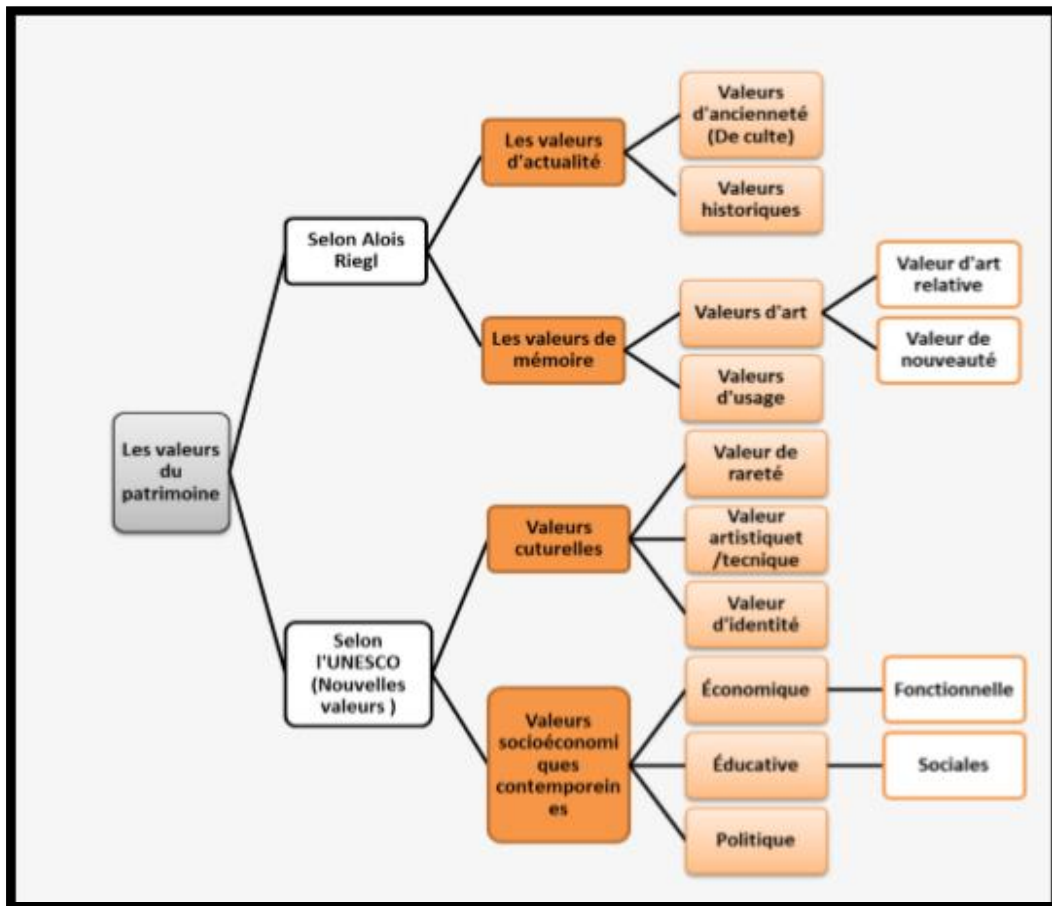 Les valeurs
du
patrimoine
Selon Alois
Riegl
Les valeurs
d'actualité
Valeurs
d'ancienneté
(De culte)
Valeurs
historiques
Les valeurs de
mémoire
Valeurs d'art
Valeur d'art
relative
Valeur de
nouveauté
Valeurs
d'usage
Selon
l'UNESCO
(Nouvelles
valeurs )
Valeurs
cuturelles
Valeur de
rareté
Valeur
artistiquet
/tecnique
Valeur
d'identité
Valeurs
socioéconomi
ques
contemporein
es
Économique
Fonctionnelle
Éducative
Sociales
Politique